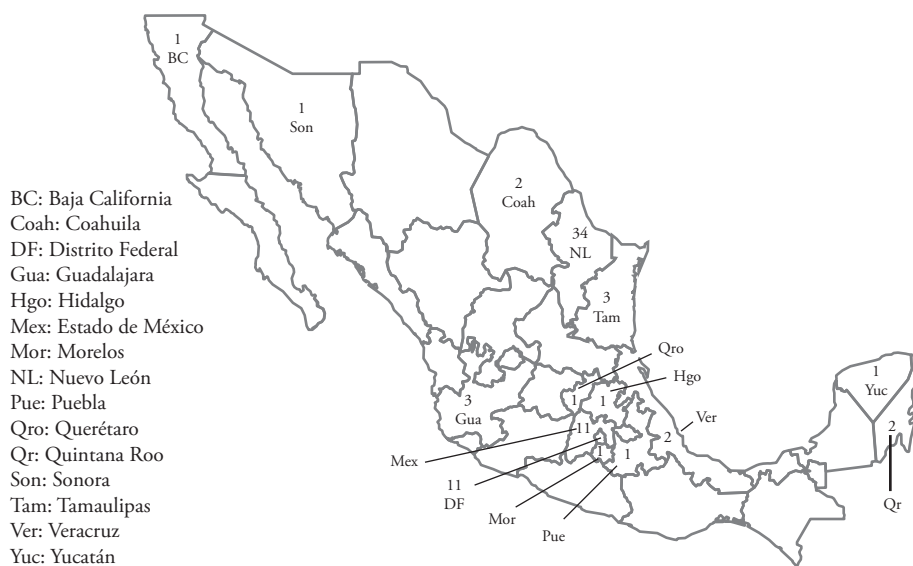 1
BC
1
Son
2
Coah
34
NL
3
Tam
BC: Baja California
Coah: Coahuila
DF: Distrito Federal
Gua: Guadalajara
Hgo: Hidalgo
Mex: Estado de México
Mor: Morelos
NL: Nuevo León
Pue: Puebla
Qro: Querétaro
Qr: Quintana Roo
Son: Sonora
Tam: Tamaulipas
Ver: Veracruz
Yuc: Yucatán
Qro
Hgo
1
Yuc
3
Gua
1
1
Ver
11
2
2
Mex
1
1
11
DF
Mor
Pue
Qr